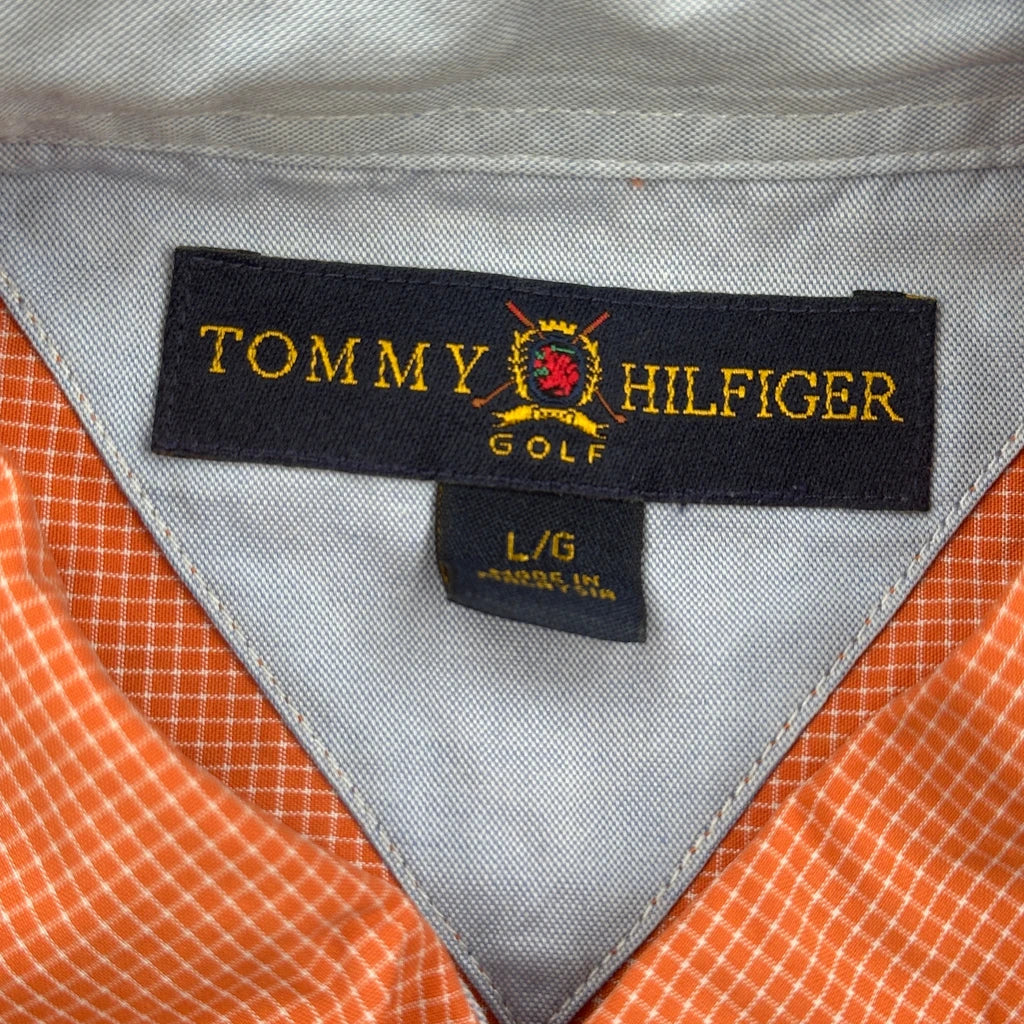 TOMMY HILFIGER
GOLF
L/G
MADE IN
MALAYSIA